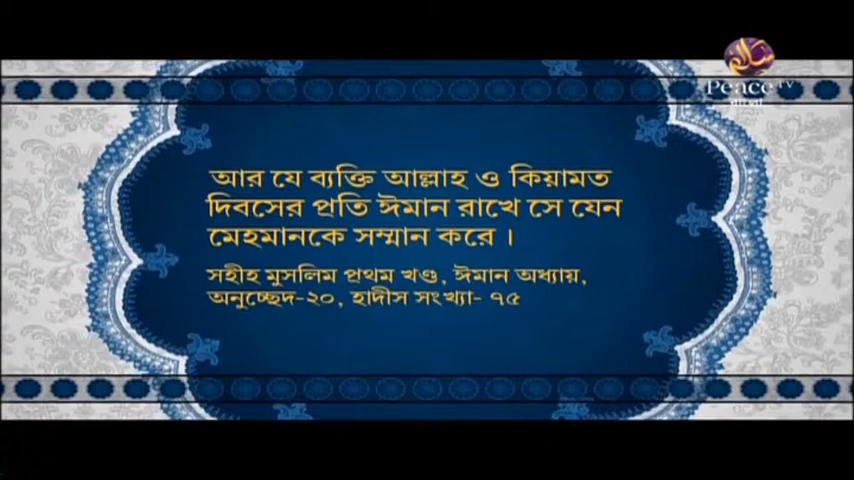 Peace TV
বাংলা
আর যে ব্যক্তি আল্লাহ ও কিয়ামত
দিবসের প্রতি ঈমান রাখে সে যেন
মেহমানকে সম্মান করে ।
সহীহ মুসলিম প্রথম খণ্ড, ঈমান অধ্যায়,
অনুচ্ছেদ-২০, হাদীস সংখ্যা- ৭৫